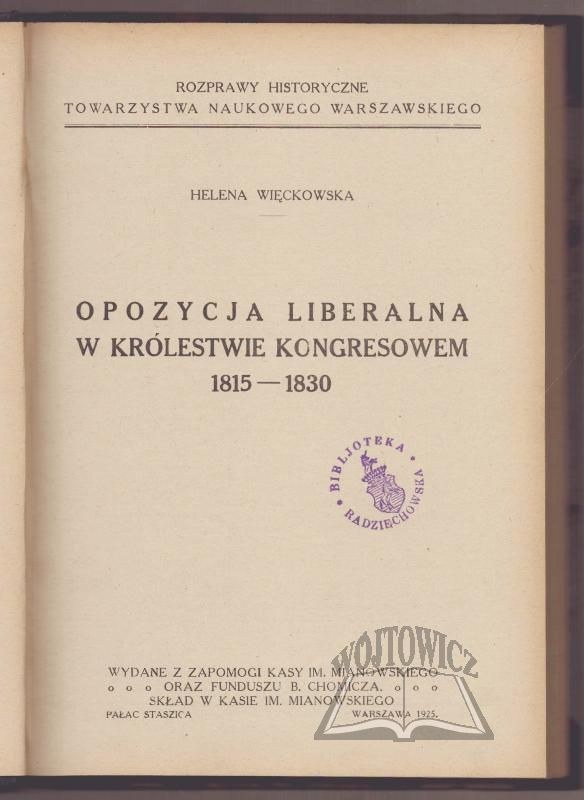 ROZPRAWY HISTORYCZNE
TOWARZYSTWA NAUKOWEGO WARSZAWSKIEGO
HELENA WIĘCKOWSKA
OPOZYCJA LIBERALNA
W KRÓLESTWIE KONGRESOWEM
1815 — 1830
• BIBLJOTEKA •
RADZIECHOWSKA
WYDANE Z ZAPOMOGI KASY IM. MIANOWSKIEGO
o o o ORAZ FUNDUSZU B. CHOMICZA. o o o
SKŁAD W KASIE IM. MIANOWSKIEGO
PAŁAC STASZICA WARSZAWA 1925.
WÓJTOWICZ